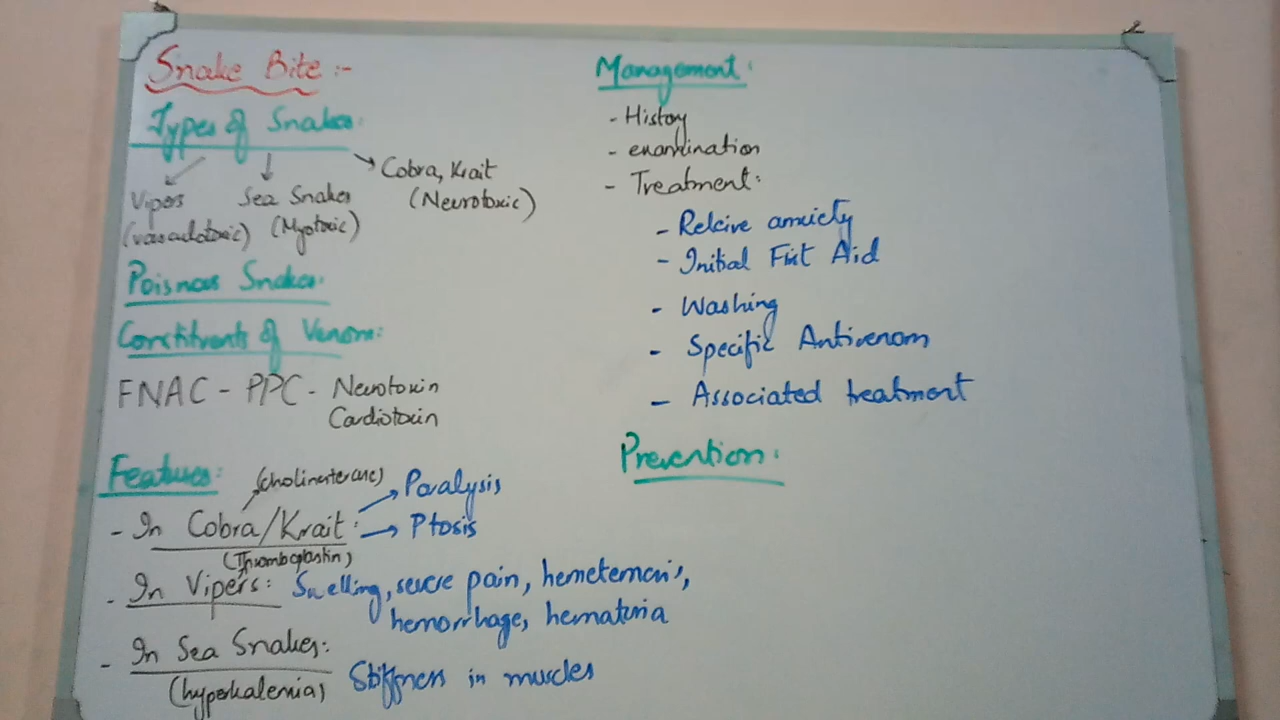 Snake Bite :-
Types of Snakes:
Vipers
(vasculotoxic)
Sea Snakes
(Myotoxic)
Cobra, Krait
(Neurotoxic)
Poisnous Snakes:
Constituents of Venom:
FNAC - PPC - Neurotoxin
Cardiotoxin
Features:
(cholinesterase)
- In Cobra/Krait:
Paralysis
Ptosis
(Thromboplastin)
- In Vipers: Swelling, severe pain, hemetemesis,
hemorrhage, hematuria
- In Sea Snakes:
(hyperkalemia) Stiffness in muscles
Management:
- History
- examination
- Treatment:
- Releive anxiety
- Initial First Aid
- Washing
- Specific Antivenom
- Associated treatment
Prevention: